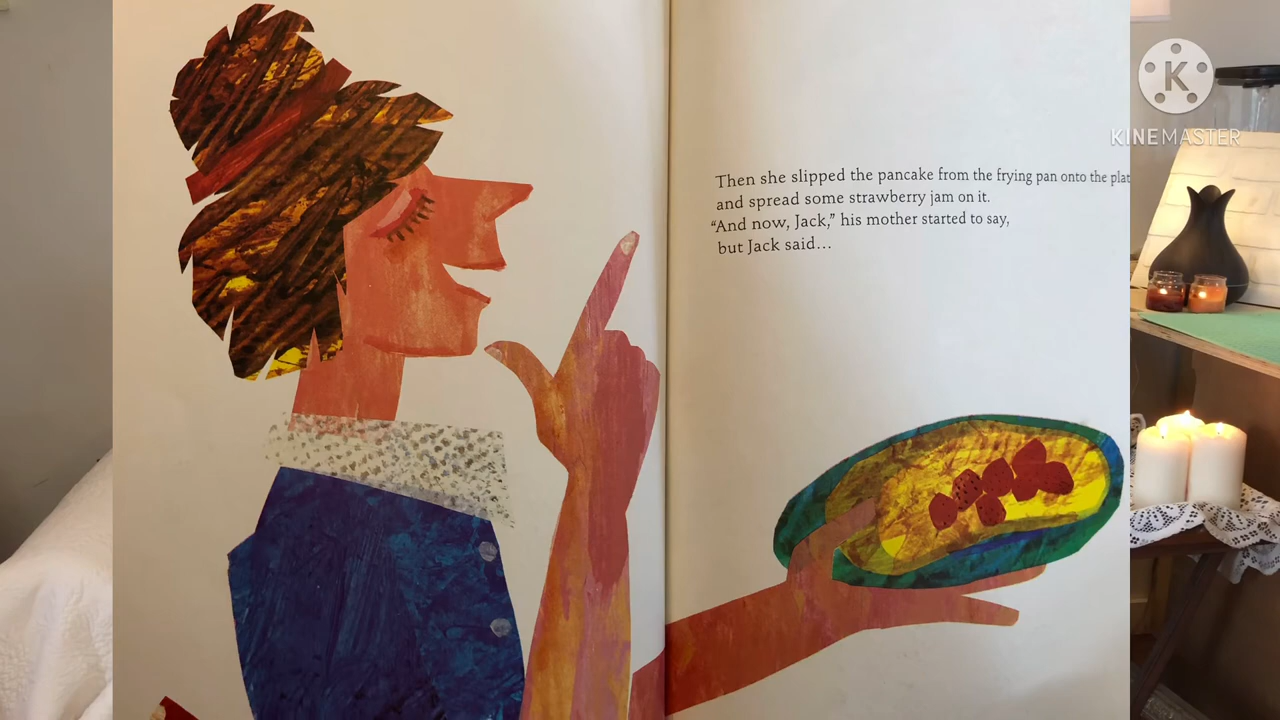 Then she slipped the pancake from the frying pan onto the plat
and spread some strawberry jam on it.
“And now, Jack,” his mother started to say,
but Jack said...
K
KINEMASTER